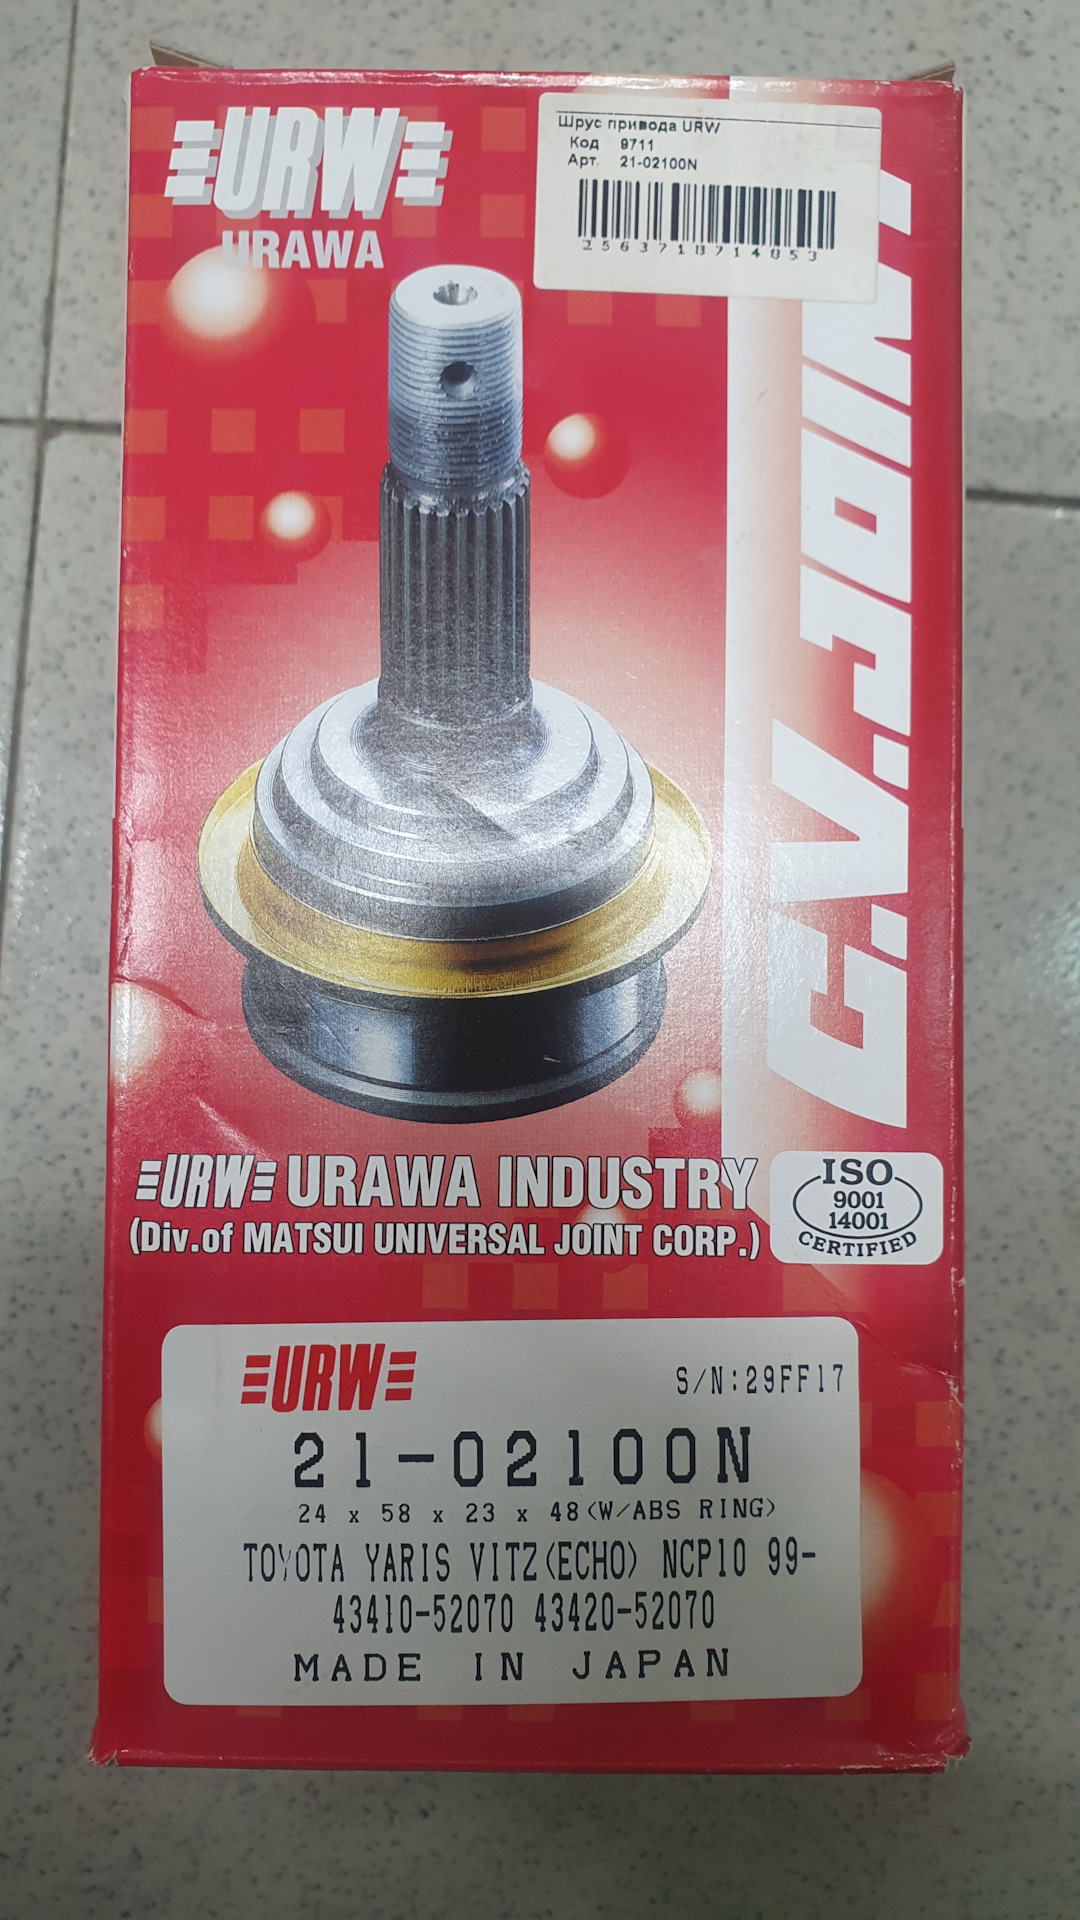 URW
URAWA
Шрус привода URW
Код 9711
Арт. 21-02100N
2563718714853
C.V.JOINT
URW URAWA INDUSTRY
(Div.of MATSUI UNIVERSAL JOINT CORP.)
ISO
9001
14001
CERTIFIED
URW
S/N:29FF17
21-02100N
24 x 58 x 23 x 48(W/ABS RING)
TOYOTA YARIS VITZ(ECHO) NCP10 99-
43410-52070 43420-52070
MADE IN JAPAN